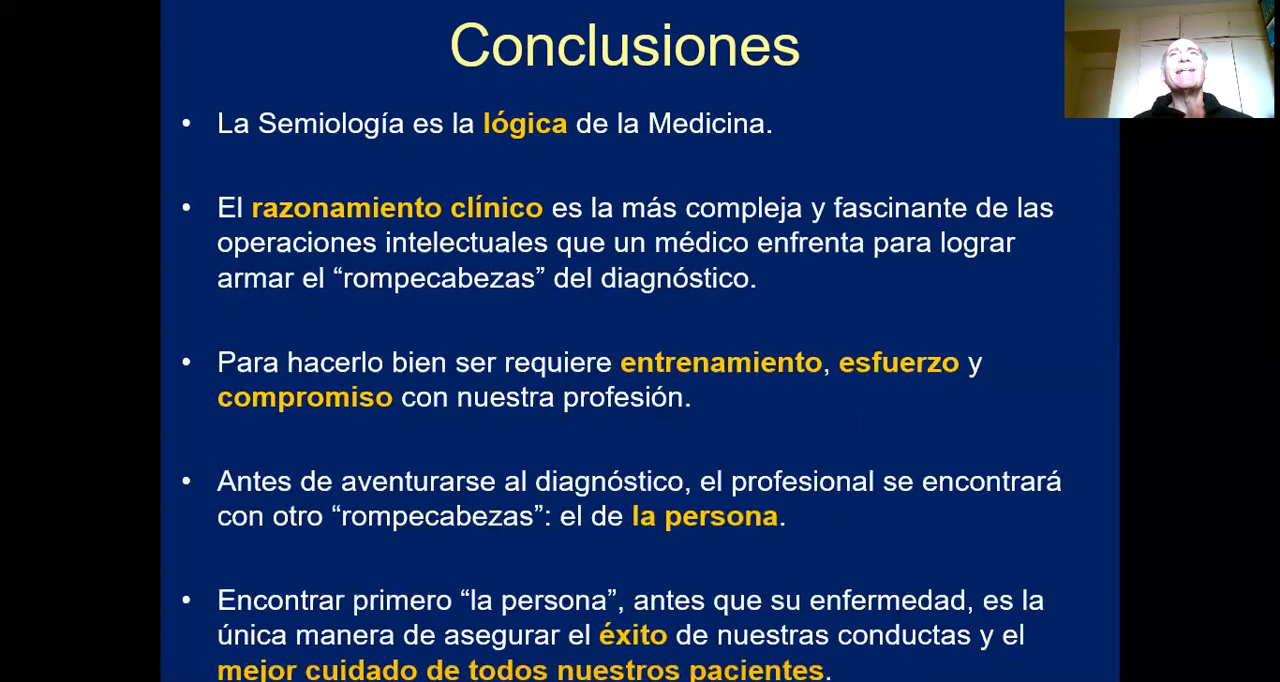 Conclusiones
• La Semiología es la lógica de la Medicina.
• El razonamiento clínico es la más compleja y fascinante de las
operaciones intelectuales que un médico enfrenta para lograr
armar el “rompecabezas” del diagnóstico.
• Para hacerlo bien ser requiere entrenamiento, esfuerzo y
compromiso con nuestra profesión.
• Antes de aventurarse al diagnóstico, el profesional se encontrará
con otro “rompecabezas”: el de la persona.
• Encontrar primero “la persona”, antes que su enfermedad, es la
única manera de asegurar el éxito de nuestras conductas y el
mejor cuidado de todos nuestros pacientes.